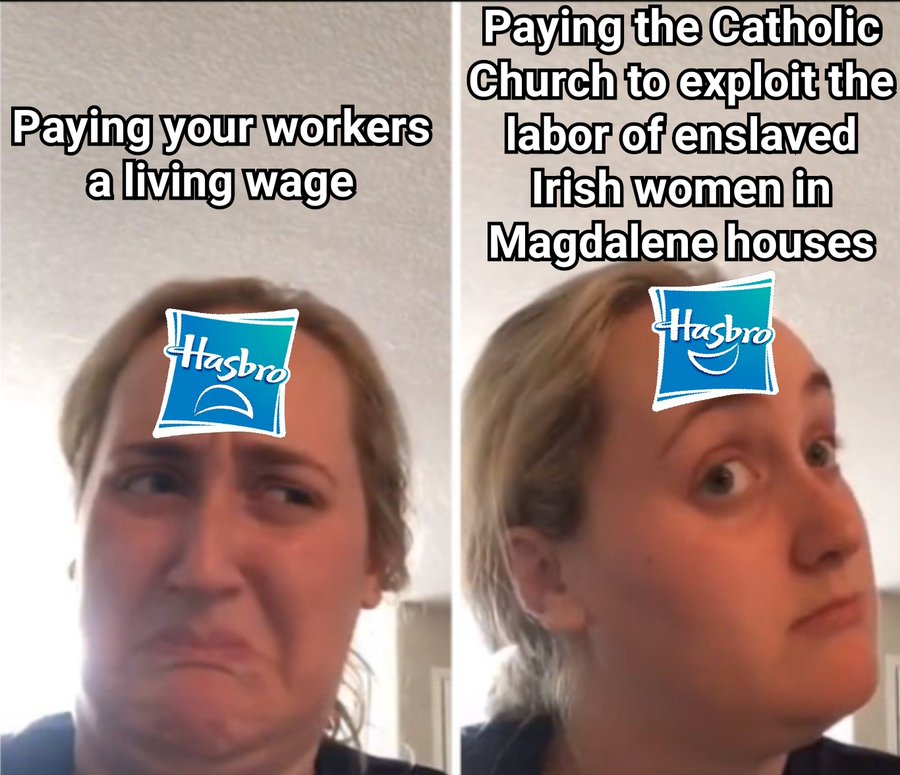 Paying your workers
a living wage
Hasbro
Paying the Catholic
Church to exploit the
labor of enslaved
Irish women in
Magdalene houses
Hasbro